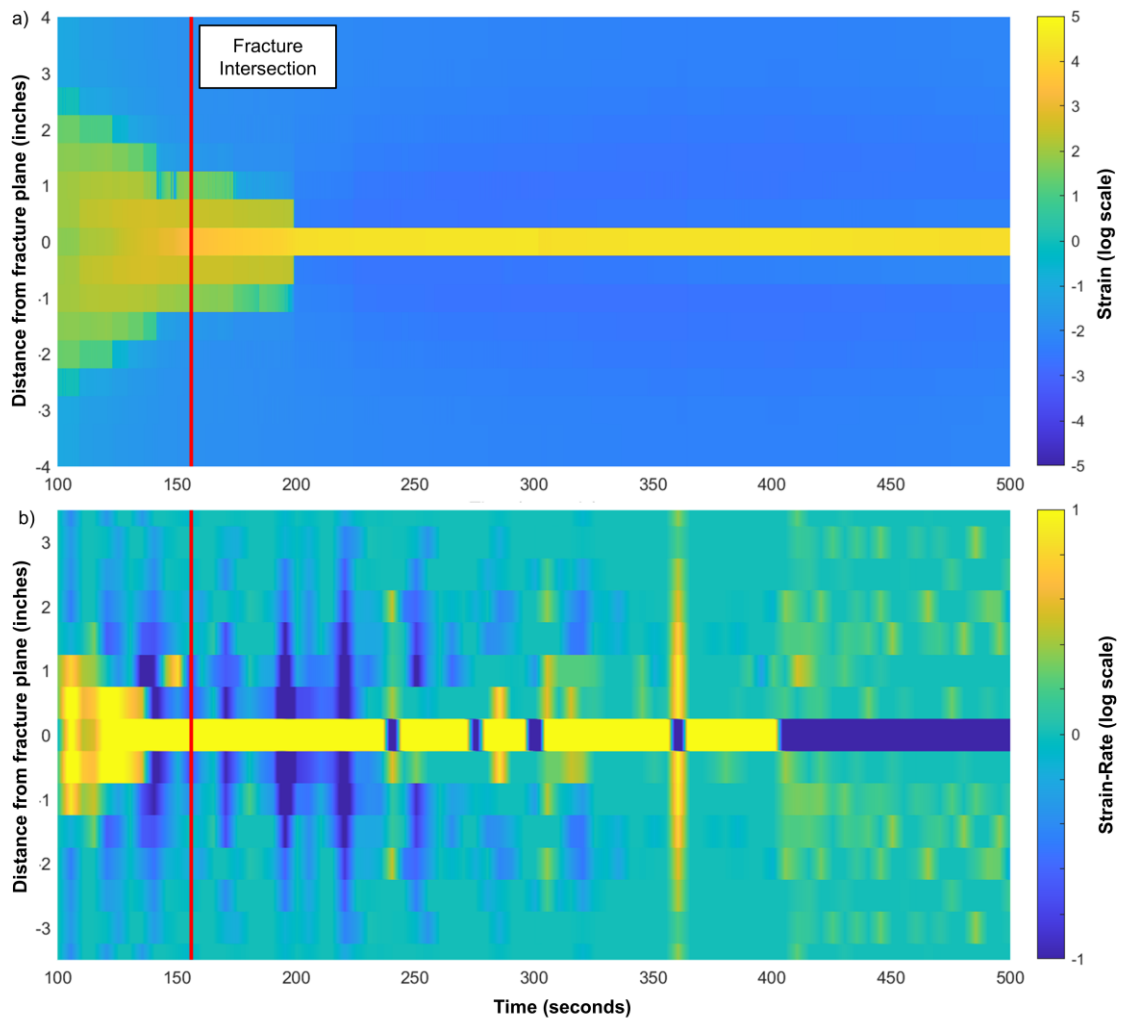 a)
Fracture
Intersection
Distance from fracture plane (inches)
4
3
2
1
0
-1
-2
-3
-4
100 150 200 250 300 350 400 450 500
5
4
3
2
1
0
-1
-2
-3
-4
-5
Strain (log scale)
b)
Distance from fracture plane (inches)
3
2
1
0
-1
-2
-3
100 150 200 250 300 350 400 450 500
Time (seconds)
1
0
-1
Strain-Rate (log scale)